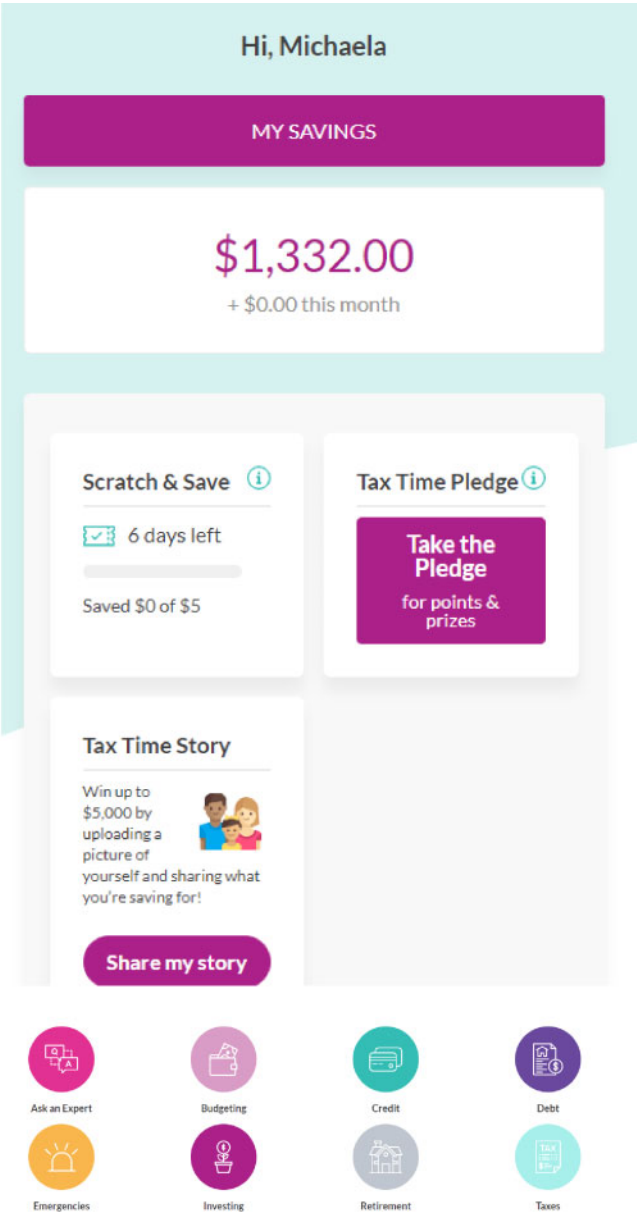 Hi, Michaela
MY SAVINGS
$1,332.00
+ $0.00 this month
Scratch & Save
6 days left
Saved $0 of $5
Tax Time Pledge
Take the
Pledge
for points &
prizes
Tax Time Story
Win up to
$5,000 by
uploading a
picture of
yourself and sharing what
you're saving for!
Share my story
Ask an Expert
Budgeting
Credit
Debt
Emergencies
Investing
Retirement
Taxes